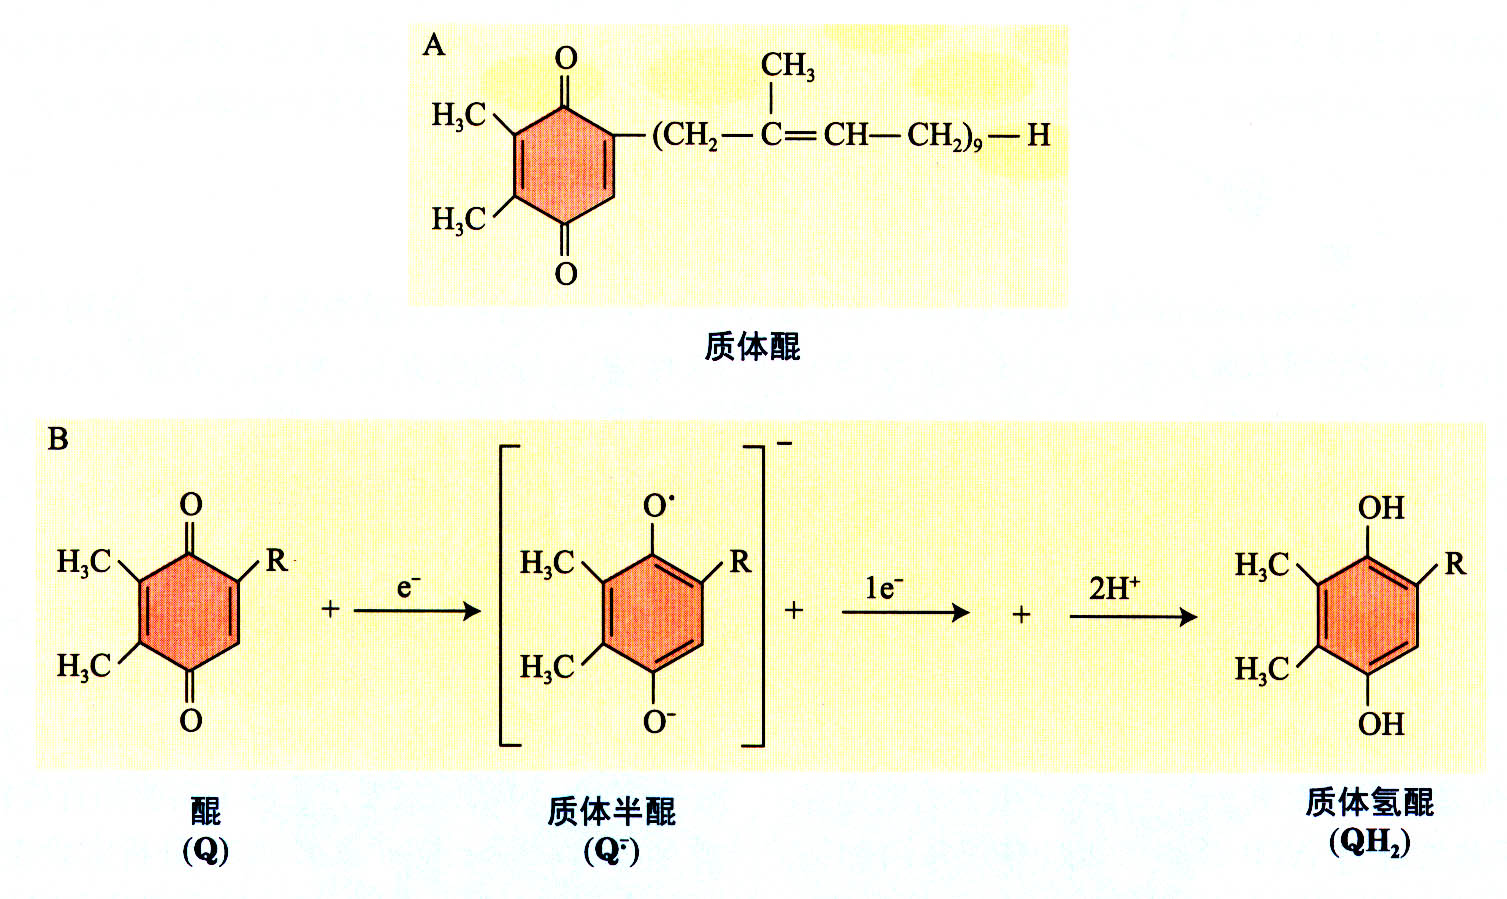 A
O
CH₃
H₃C
(CH₂—C=CH—CH₂)₉—H
H₃C
O
质体醌
B
O
H₃C
R
H₃C
O
+ e⁻
−
O·
H₃C
R
H₃C
O⁻
+ 1e⁻
+ 2H⁺
OH
H₃C
R
H₃C
OH
醌
(Q)
质体半醌
(Q·⁻)
质体氢醌
(QH₂)